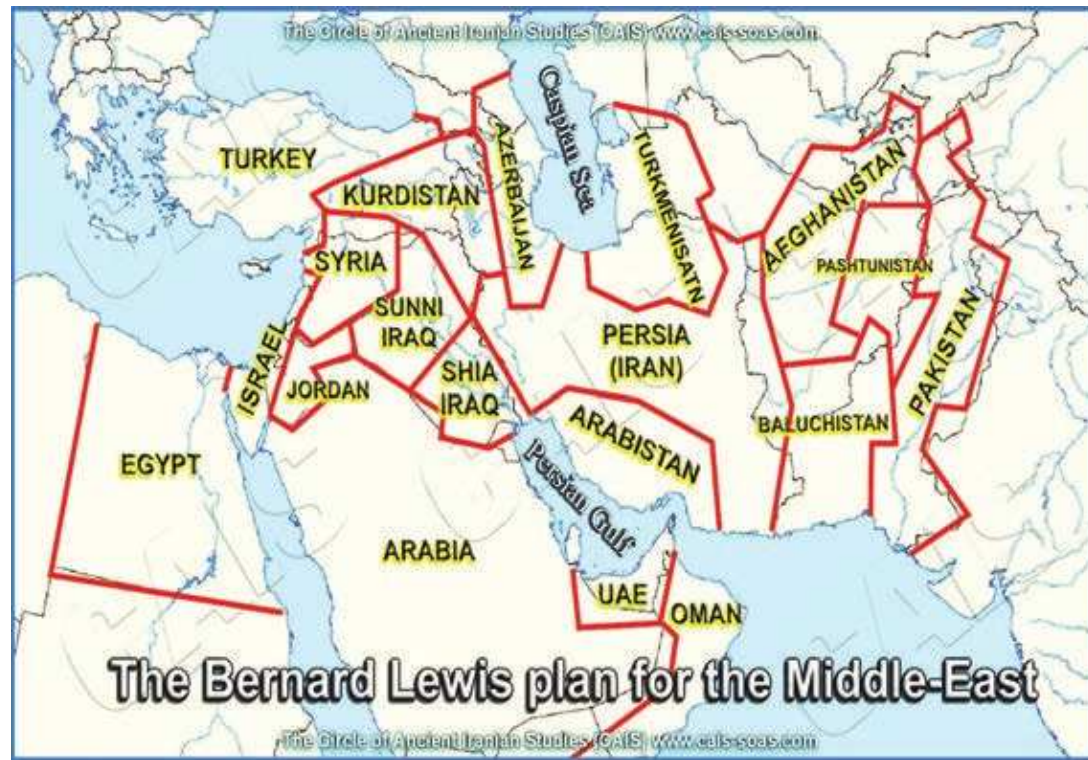 The Circle of Ancient Iranian Studies (CAIS) www.cais-soas.com
Caspian Sea
TURKEY
KURDISTAN
AZERBAIJAN
TURKMENISATN
AEGHANISTAN
PASHTUNISTAN
SYRIA
SUNNI
IRAQ
PERSIA
(IRAN)
PAKISTAN
ISRAEL
JORDAN
SHIA
IRAQ
ARABISTAN
BALUCHISTAN
EGYPT
Persian Gulf
ARABIA
UAE
OMAN
The Bernard Lewis plan for the Middle-East
The Circle of Ancient Iranian Studies (CAIS) www.cais-soas.com